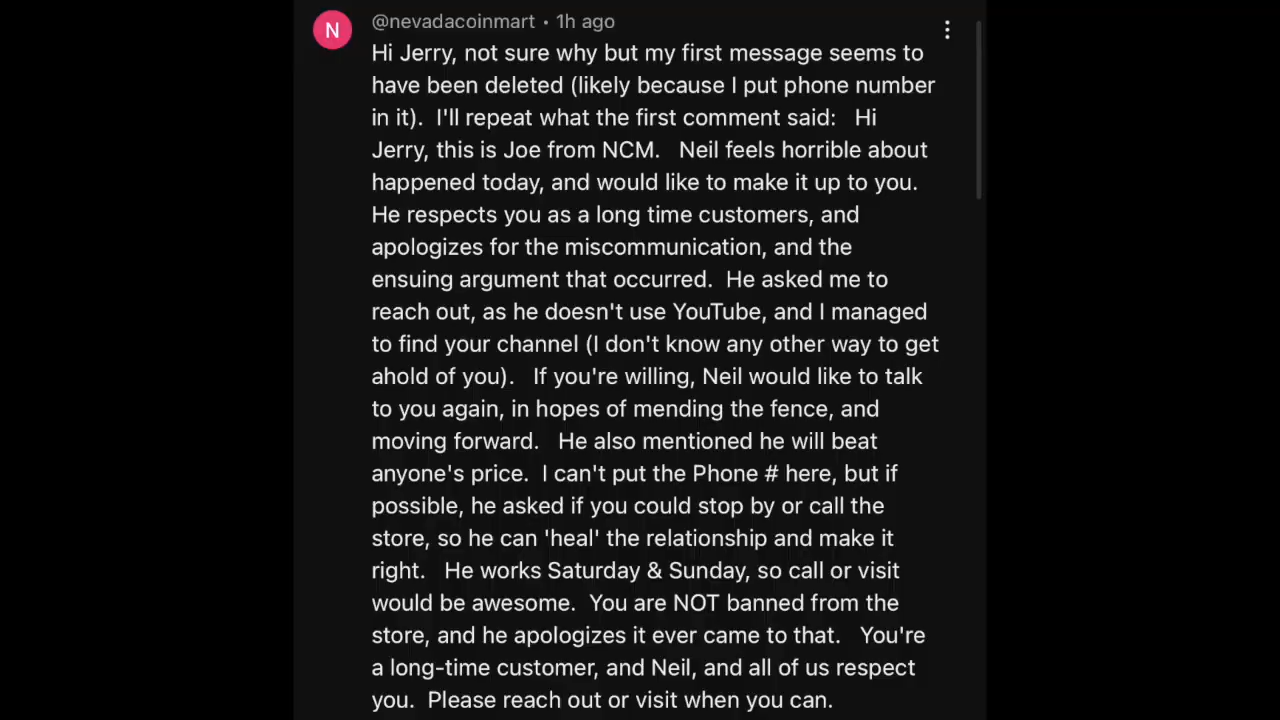 N
@nevadacoinmart • 1h ago
Hi Jerry, not sure why but my first message seems to
have been deleted (likely because I put phone number
in it).  I'll repeat what the first comment said:   Hi
Jerry, this is Joe from NCM.   Neil feels horrible about
happened today, and would like to make it up to you.
He respects you as a long time customers, and
apologizes for the miscommunication, and the
ensuing argument that occurred.  He asked me to
reach out, as he doesn't use YouTube, and I managed
to find your channel (I don't know any other way to get
ahold of you).   If you're willing, Neil would like to talk
to you again, in hopes of mending the fence, and
moving forward.   He also mentioned he will beat
anyone's price.  I can't put the Phone # here, but if
possible, he asked if you could stop by or call the
store, so he can 'heal' the relationship and make it
right.   He works Saturday & Sunday, so call or visit
would be awesome.  You are NOT banned from the
store, and he apologizes it ever came to that.   You're
a long-time customer, and Neil, and all of us respect
you.  Please reach out or visit when you can.